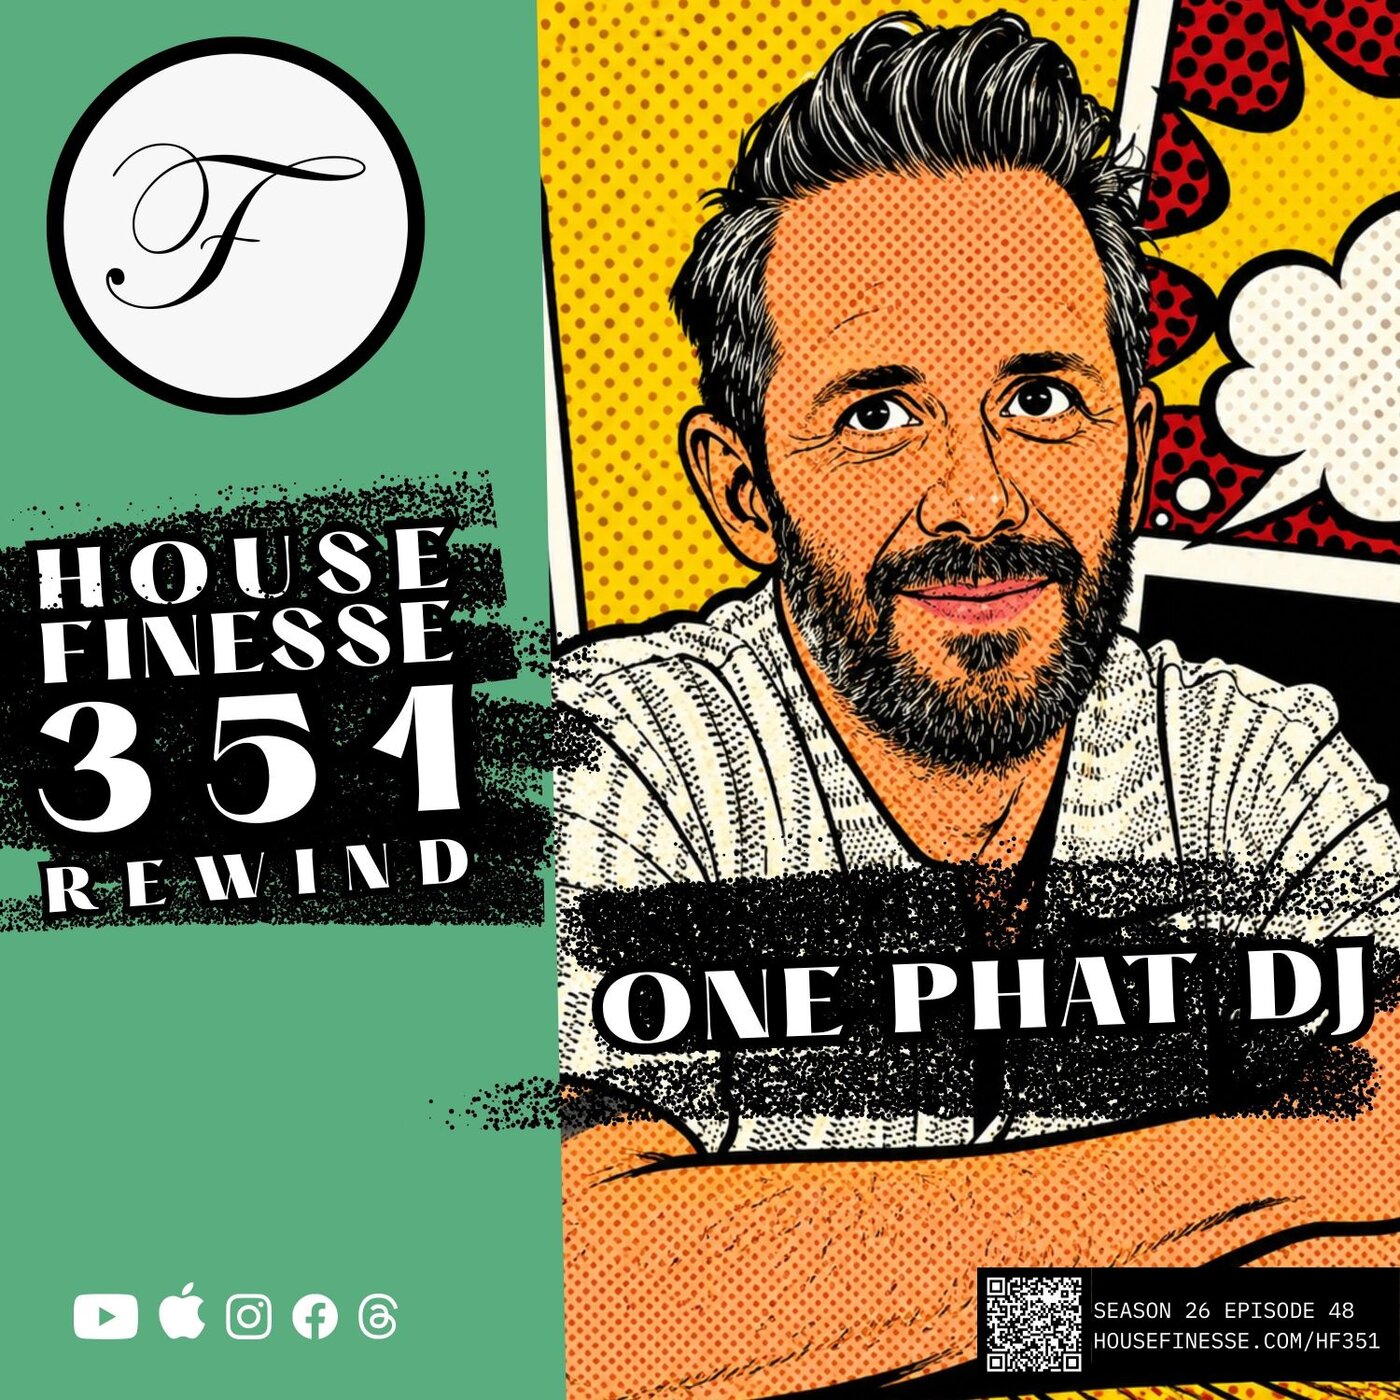 F
HOUSE
FINESSE
351
REWIND
ONE PHAT DJ
SEASON 26 EPISODE 48
HOUSEFINESSE.COM/HF351